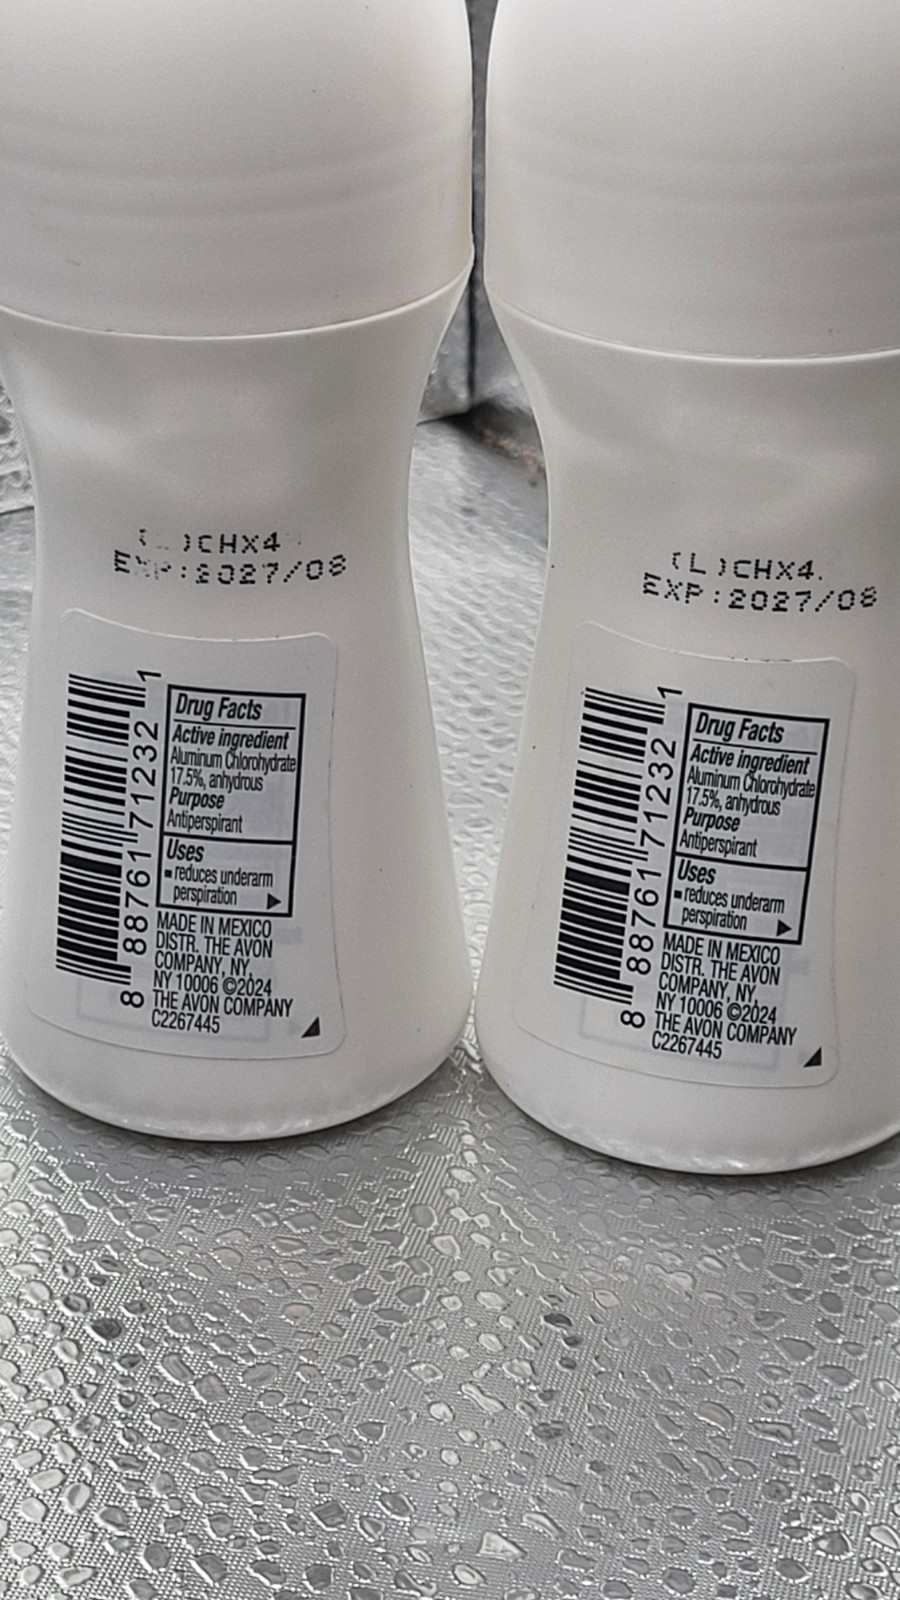 (L)CHX4
EXP:2027/08
8 88761 71232 1
Drug Facts
Active ingredient
Aluminum Chlorohydrate
17.5%, anhydrous
Purpose
Antiperspirant
Uses
▪ reduces underarm
perspiration
MADE IN MEXICO
DISTR. THE AVON
COMPANY, NY,
NY 10006 ©2024
THE AVON COMPANY
C2267445
(L)CHX4
EXP:2027/08
8 88761 71232 1
Drug Facts
Active ingredient
Aluminum Chlorohydrate
17.5%, anhydrous
Purpose
Antiperspirant
Uses
▪ reduces underarm
perspiration
MADE IN MEXICO
DISTR. THE AVON
COMPANY, NY,
NY 10006 ©2024
THE AVON COMPANY
C2267445